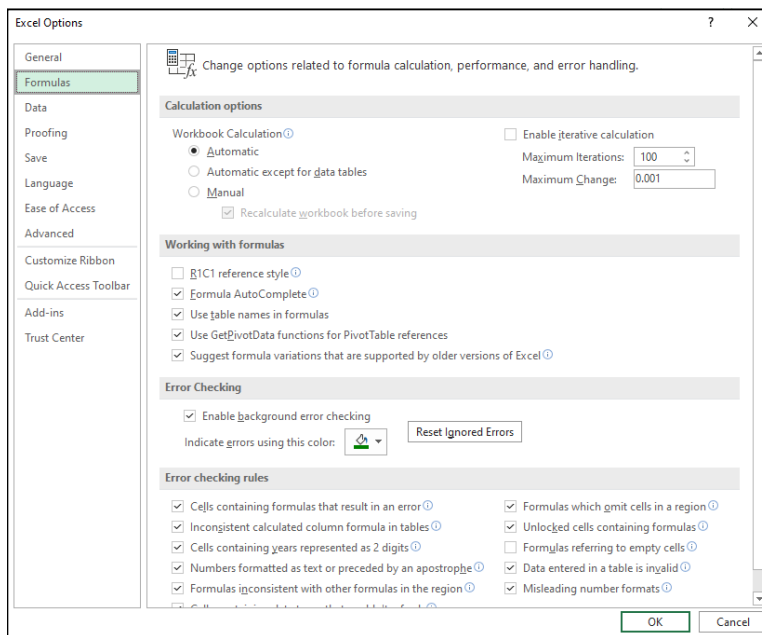 Excel Options
?
General
Formulas
Data
Proofing
Save
Language
Ease of Access
Advanced
Customize Ribbon
Quick Access Toolbar
Add-ins
Trust Center
Change options related to formula calculation, performance, and error handling.
Calculation options
Workbook Calculation
Automatic
Automatic except for data tables
Manual
Recalculate workbook before saving
Enable iterative calculation
Maximum Iterations: 100
Maximum Change: 0.001
Working with formulas
R1C1 reference style
Formula AutoComplete
Use table names in formulas
Use GetPivotData functions for PivotTable references
Suggest formula variations that are supported by older versions of Excel
Error Checking
Enable background error checking
Indicate errors using this color:
Reset Ignored Errors
Error checking rules
Cells containing formulas that result in an error
Inconsistent calculated column formula in tables
Cells containing years represented as 2 digits
Numbers formatted as text or preceded by an apostrophe
Formulas inconsistent with other formulas in the region
Formulas which omit cells in a region
Unlocked cells containing formulas
Formulas referring to empty cells
Data entered in a table is invalid
Misleading number formats
OK
Cancel